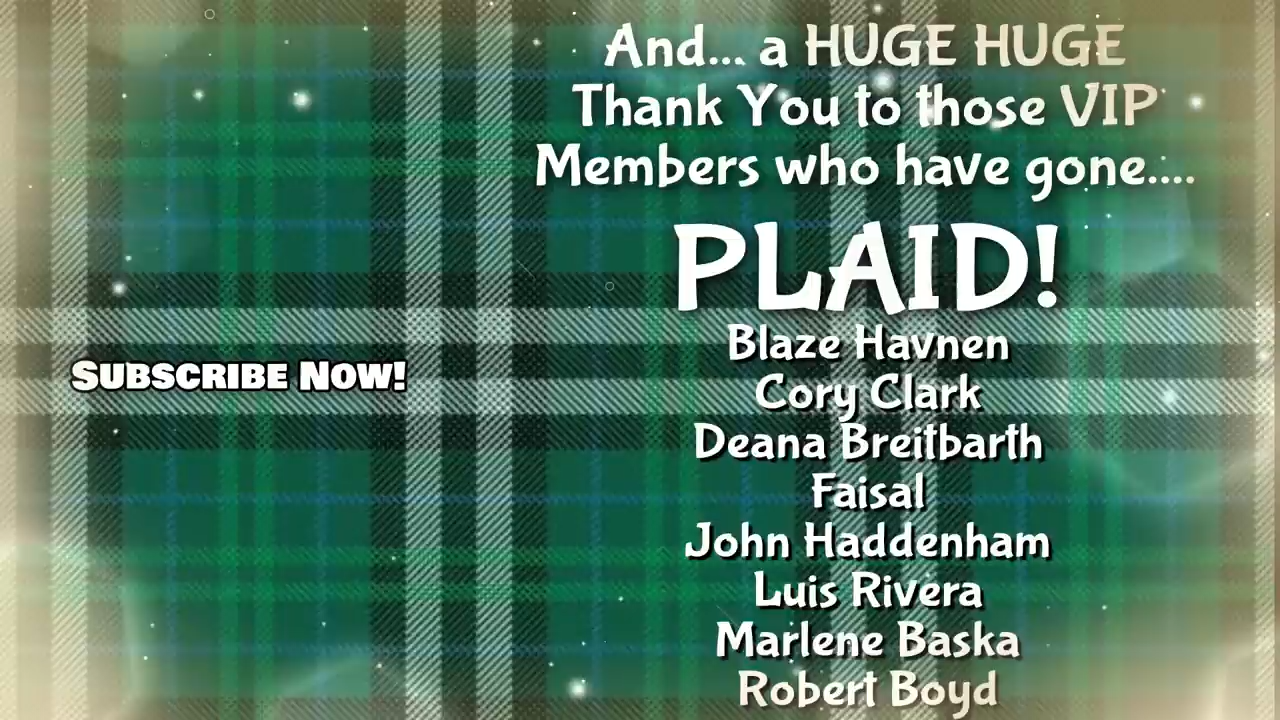 And... a HUGE HUGE
Thank You to those VIP
Members who have gone....
PLAID!
Blaze Havnen
Cory Clark
Deana Breitbarth
Faisal
John Haddenham
Luis Rivera
Marlene Baska
Robert Boyd
Subscribe Now!